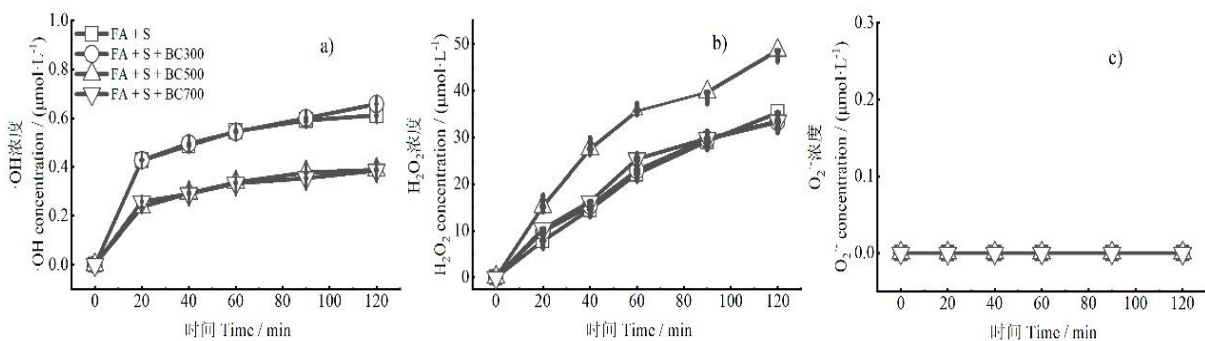 a)
FA + S
FA + S + BC300
FA + S + BC500
FA + S + BC700
·OH浓度
·OH concentration / (μmol·L⁻¹)
1.0
0.8
0.6
0.4
0.2
0.0
0 20 40 60 80 100 120
时间 Time / min
b)
H₂O₂浓度
H₂O₂ concentration / (μmol·L⁻¹)
50
40
30
20
10
0
0 20 40 60 80 100 120
时间 Time / min
c)
O₂·⁻浓度
O₂·⁻ concentration / (μmol·L⁻¹)
0.3
0.2
0.1
0.0
0 20 40 60 80 100 120
时间 Time / min